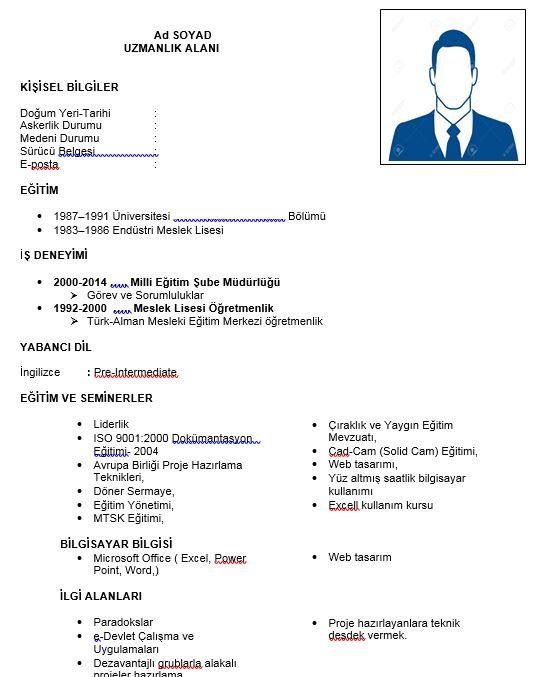 Ad SOYAD
UZMANLIK ALANI
KİŞİSEL BİLGİLER
Doğum Yeri-Tarihi :
Askerlik Durumu :
Medeni Durumu :
Sürücü Belgesi :
E-posta :
EĞİTİM
• 1987–1991 Üniversitesi Bölümü
• 1983–1986 Endüstri Meslek Lisesi
İŞ DENEYİMİ
• 2000-2014 Milli Eğitim Şube Müdürlüğü
➢ Görev ve Sorumluluklar
• 1992-2000 Meslek Lisesi Öğretmenlik
➢ Türk-Alman Mesleki Eğitim Merkezi öğretmenlik
YABANCI DİL
İngilizce : Pre-Intermediate
EĞİTİM VE SEMİNERLER
• Liderlik
• ISO 9001:2000 Dokümantasyon
Eğitimi- 2004
• Avrupa Birliği Proje Hazırlama
Teknikleri,
• Döner Sermaye,
• Eğitim Yönetimi,
• MTSK Eğitimi,
• Çıraklık ve Yaygın Eğitim
Mevzuatı,
• Cad-Cam (Solid Cam) Eğitimi,
• Web tasarımı,
• Yüz altmış saatlik bilgisayar
kullanımı
• Excell kullanım kursu
BİLGİSAYAR BİLGİSİ
• Microsoft Office ( Excel, Power
Point, Word,)
• Web tasarım
İLGİ ALANLARI
• Paradokslar
• e-Devlet Çalışma ve
Uygulamaları
• Dezavantajlı grublarla alakalı
projeler hazırlama
• Proje hazırlayanlara teknik
desdek vermek.